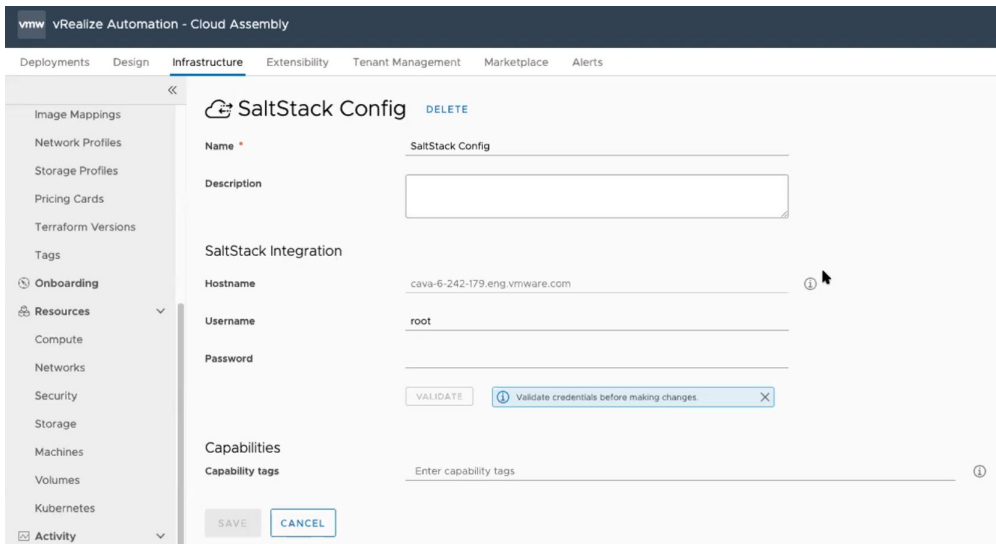 vmw vRealize Automation - Cloud Assembly
Deployments Design Infrastructure Extensibility Tenant Management Marketplace Alerts
Image Mappings
Network Profiles
Storage Profiles
Pricing Cards
Terraform Versions
Tags
Onboarding
Resources
Compute
Networks
Security
Storage
Machines
Volumes
Kubernetes
Activity
SaltStack Config DELETE
Name * SaltStack Config
Description
SaltStack Integration
Hostname cava-6-242-179.eng.vmware.com
Username root
Password
VALIDATE Validate credentials before making changes.
Capabilities
Capability tags Enter capability tags
SAVE CANCEL